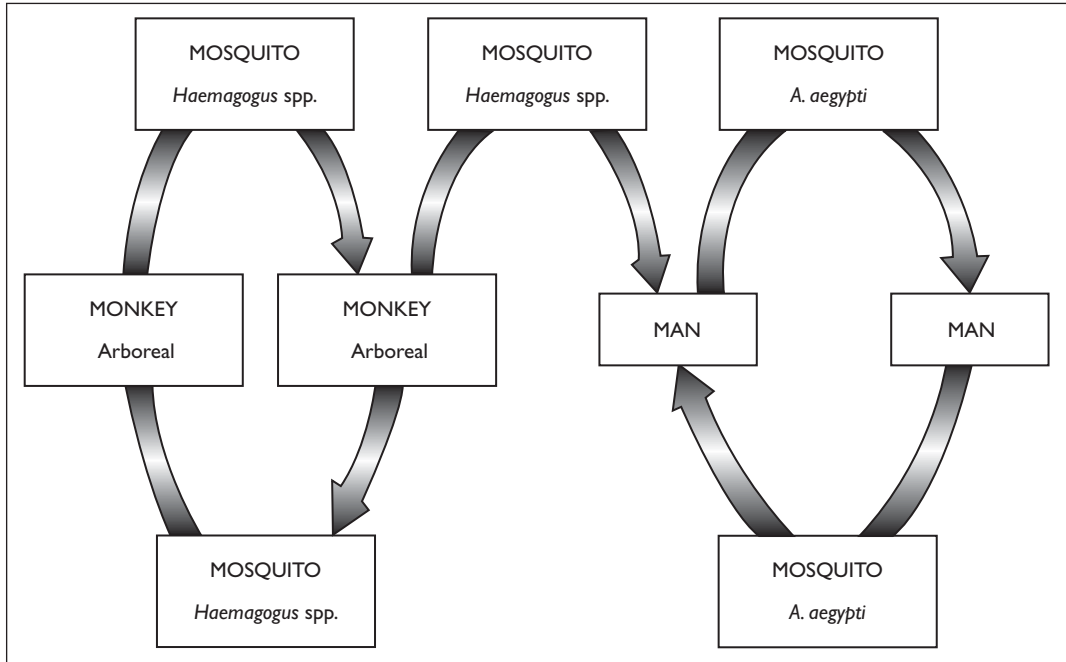 MOSQUITO
Haemagogus spp.
MOSQUITO
Haemagogus spp.
MOSQUITO
A. aegypti
MONKEY
Arboreal
MONKEY
Arboreal
MAN
MAN
MOSQUITO
Haemagogus spp.
MOSQUITO
A. aegypti